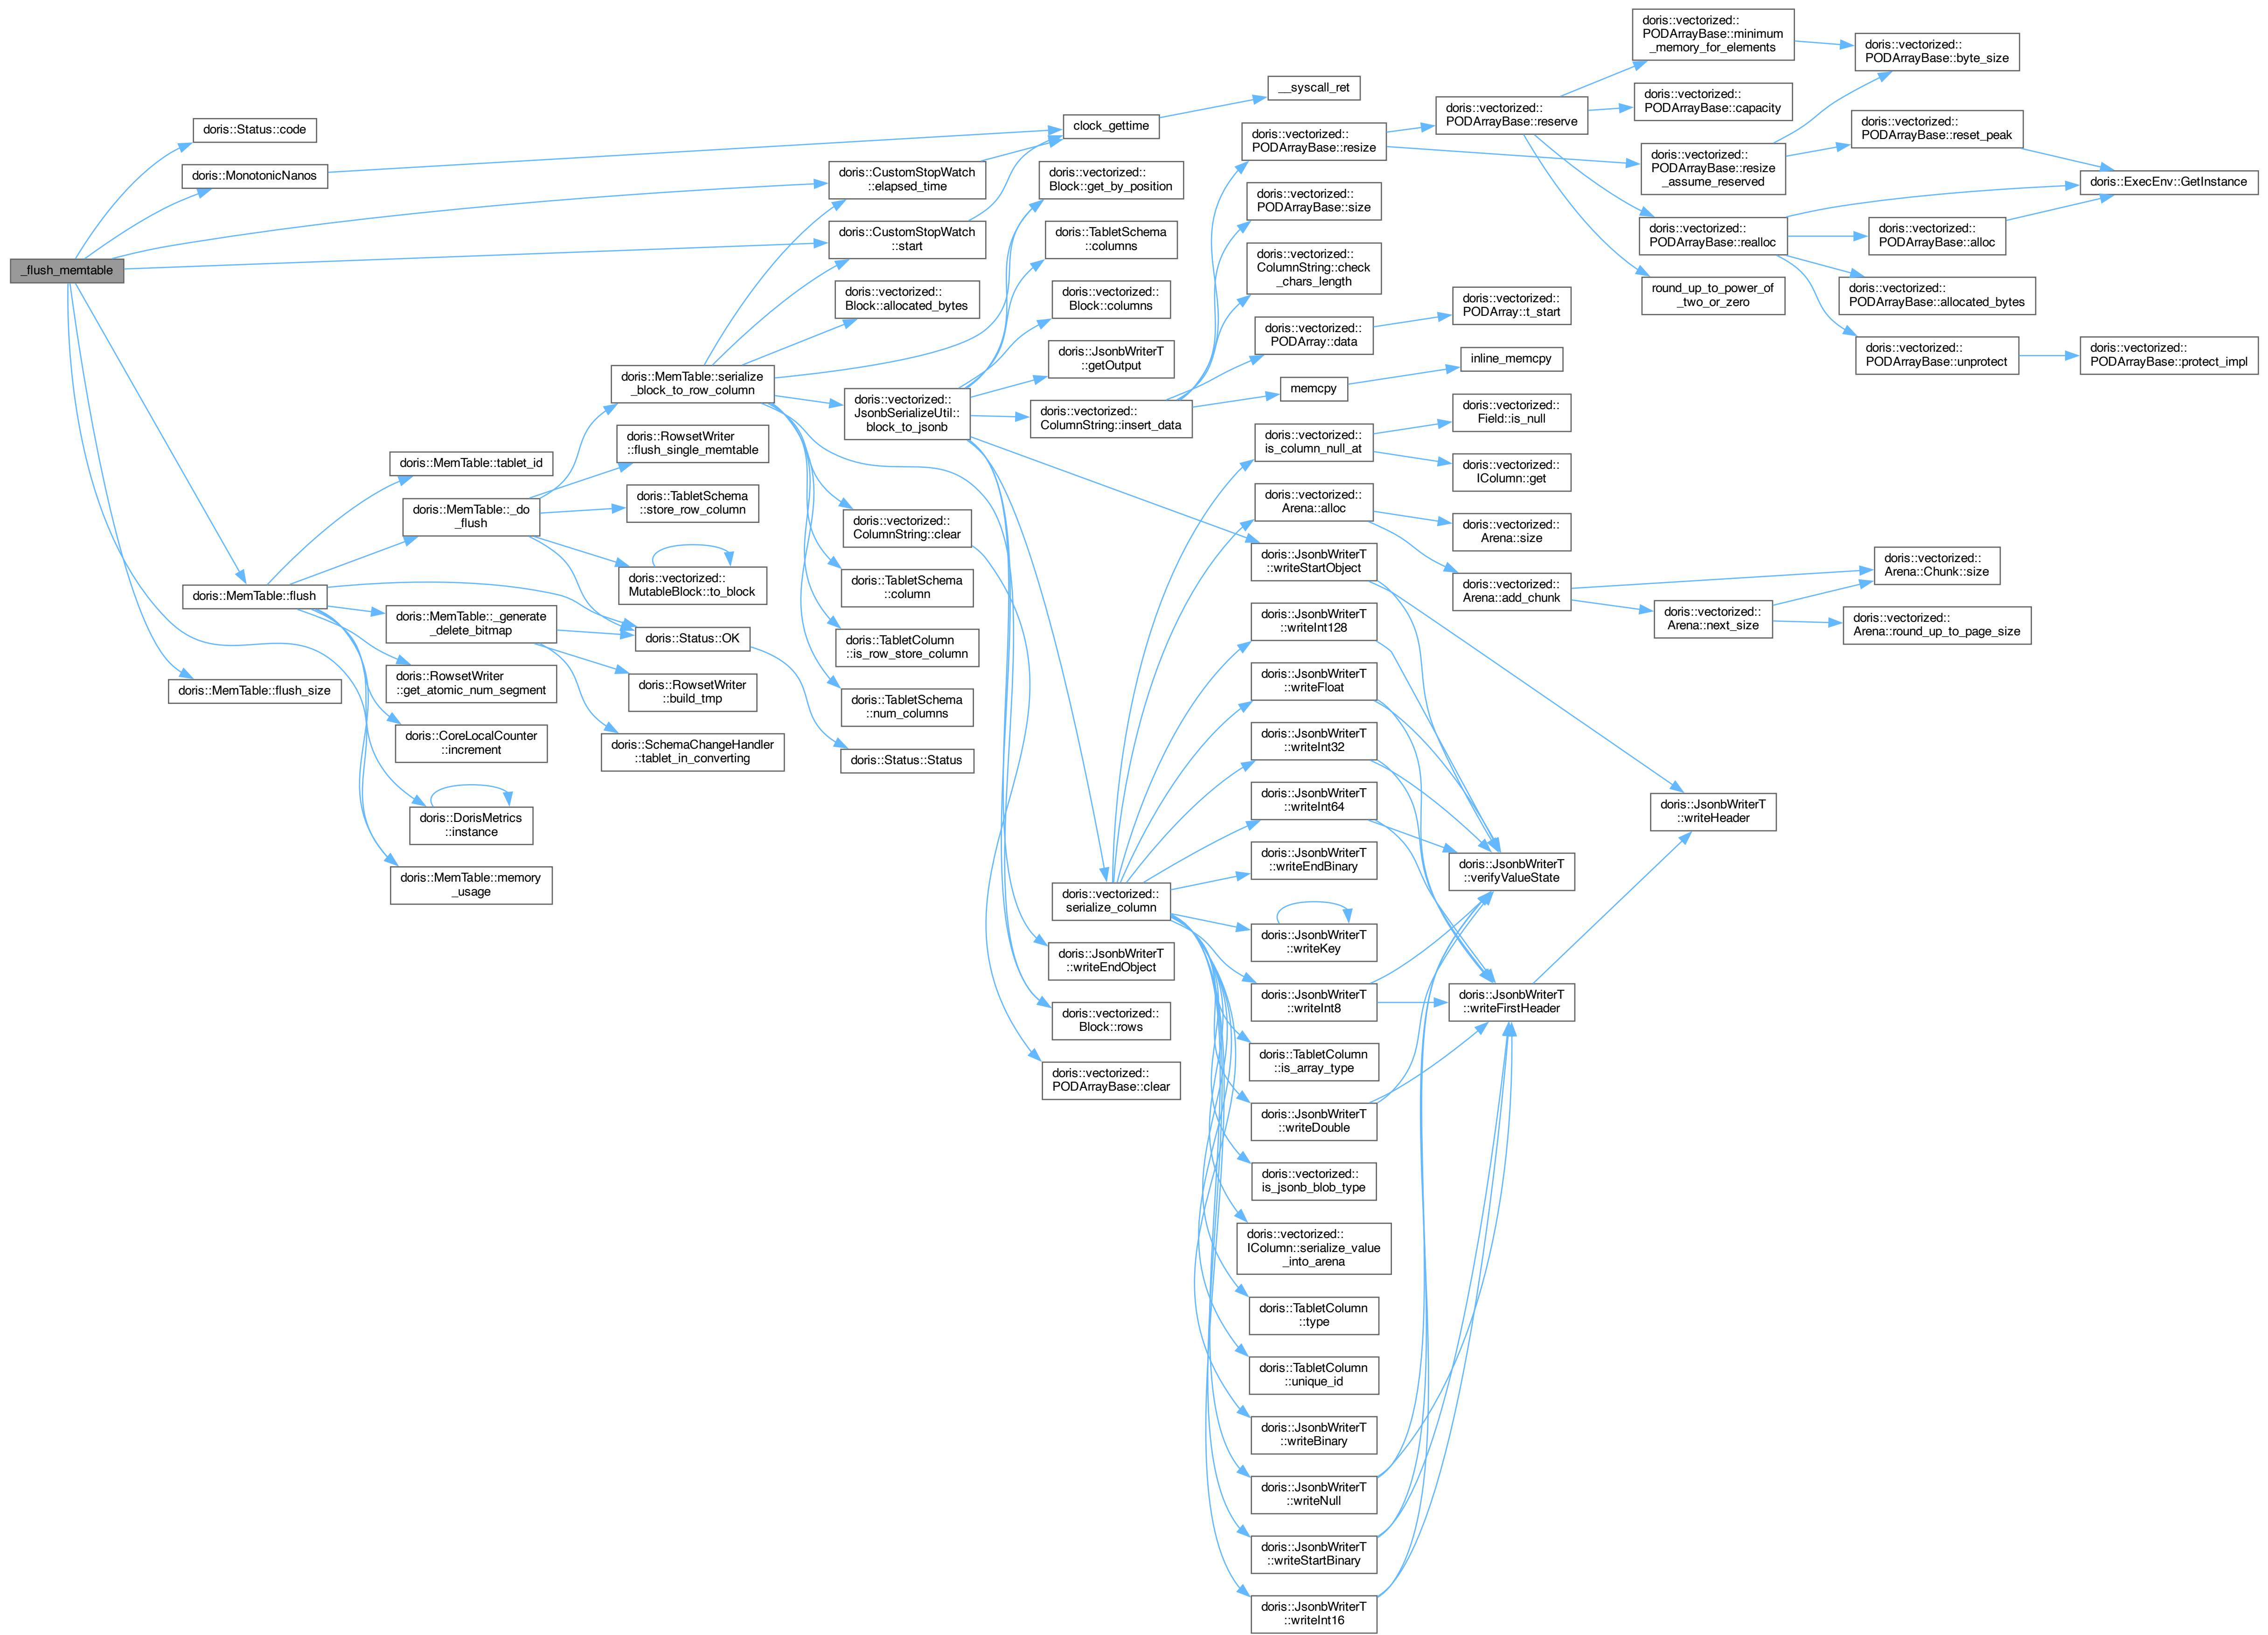 _flush_memtable
doris::Status::code
doris::MonotonicNanos
doris::MemTable::flush
doris::MemTable::flush_size
doris::MemTable::tablet_id
doris::MemTable::_do
_flush
doris::MemTable::_generate
_delete_bitmap
doris::RowsetWriter
::get_atomic_num_segment
doris::CoreLocalCounter
::increment
doris::DorisMetrics
::instance
doris::MemTable::memory
_usage
doris::MemTable::serialize
_block_to_row_column
doris::RowsetWriter
::flush_single_memtable
doris::TabletSchema
::store_row_column
doris::vectorized::
MutableBlock::to_block
doris::Status::OK
doris::RowsetWriter
::build_tmp
doris::SchemaChangeHandler
::tablet_in_converting
doris::CustomStopWatch
::elapsed_time
doris::CustomStopWatch
::start
doris::vectorized::
Block::allocated_bytes
doris::vectorized::
JsonbSerializeUtil::
block_to_jsonb
doris::vectorized::
ColumnString::clear
doris::TabletSchema
::column
doris::TabletColumn
::is_row_store_column
doris::TabletSchema
::num_columns
doris::Status::Status
clock_gettime
doris::vectorized::
Block::get_by_position
doris::TabletSchema
::columns
doris::vectorized::
Block::columns
doris::JsonbWriterT
::getOutput
doris::vectorized::
ColumnString::insert_data
doris::vectorized::
serialize_column
doris::JsonbWriterT
::writeEndObject
doris::vectorized::
Block::rows
doris::vectorized::
PODArrayBase::clear
__syscall_ret
doris::vectorized::
PODArrayBase::resize
doris::vectorized::
PODArrayBase::size
doris::vectorized::
ColumnString::check
_chars_length
doris::vectorized::
PODArray::data
memcpy
doris::vectorized::
is_column_null_at
doris::vectorized::
Arena::alloc
doris::JsonbWriterT
::writeStartObject
doris::JsonbWriterT
::writeInt128
doris::JsonbWriterT
::writeFloat
doris::JsonbWriterT
::writeInt32
doris::JsonbWriterT
::writeInt64
doris::JsonbWriterT
::writeEndBinary
doris::JsonbWriterT
::writeKey
doris::JsonbWriterT
::writeInt8
doris::TabletColumn
::is_array_type
doris::JsonbWriterT
::writeDouble
doris::vectorized::
is_jsonb_blob_type
doris::vectorized::
IColumn::serialize_value
_into_arena
doris::TabletColumn
::type
doris::TabletColumn
::unique_id
doris::JsonbWriterT
::writeBinary
doris::JsonbWriterT
::writeNull
doris::JsonbWriterT
::writeStartBinary
doris::JsonbWriterT
::writeInt16
doris::vectorized::
PODArrayBase::reserve
doris::vectorized::
PODArray::t_start
inline_memcpy
doris::vectorized::
Field::is_null
doris::vectorized::
IColumn::get
doris::vectorized::
Arena::size
doris::vectorized::
Arena::add_chunk
doris::JsonbWriterT
::verifyValueState
doris::JsonbWriterT
::writeFirstHeader
doris::vectorized::
PODArrayBase::minimum
_memory_for_elements
doris::vectorized::
PODArrayBase::capacity
doris::vectorized::
PODArrayBase::resize
_assume_reserved
doris::vectorized::
PODArrayBase::realloc
round_up_to_power_of
_two_or_zero
doris::vectorized::
Arena::next_size
doris::JsonbWriterT
::writeHeader
doris::vectorized::
PODArrayBase::byte_size
doris::vectorized::
PODArrayBase::reset_peak
doris::vectorized::
PODArrayBase::alloc
doris::vectorized::
PODArrayBase::allocated_bytes
doris::vectorized::
PODArrayBase::unprotect
doris::vectorized::
Arena::Chunk::size
doris::vectorized::
Arena::round_up_to_page_size
doris::ExecEnv::GetInstance
doris::vectorized::
PODArrayBase::protect_impl